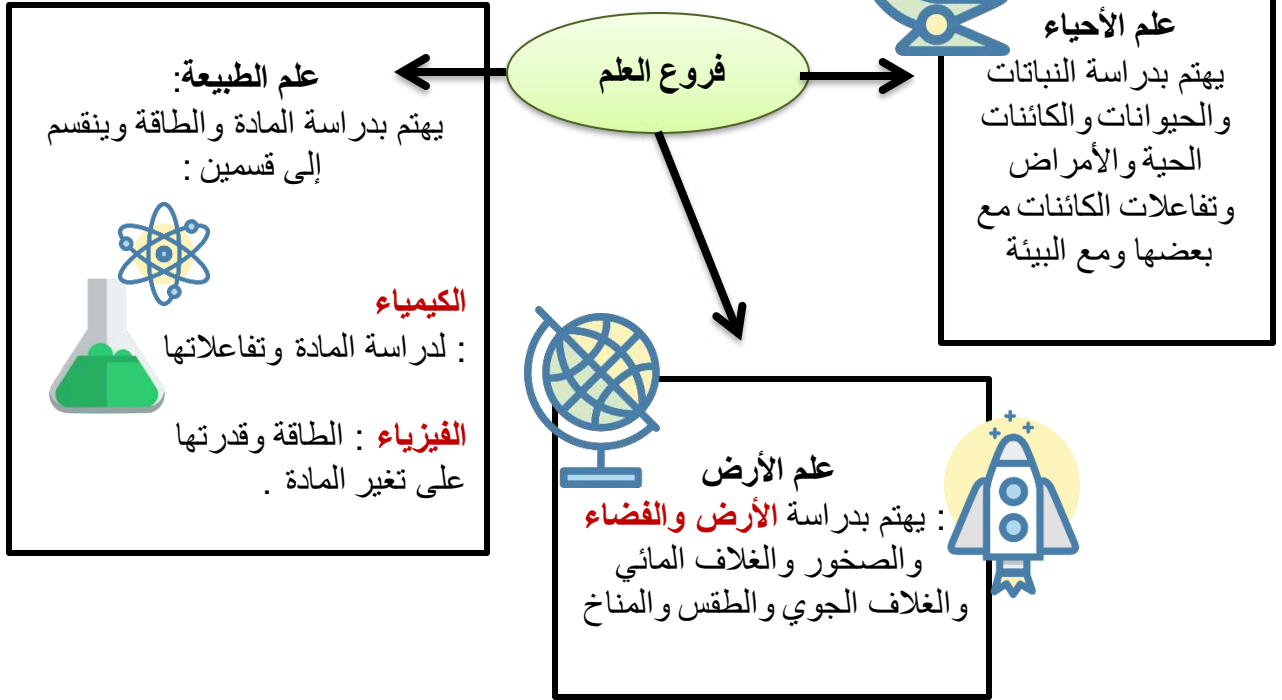 فروع العلم
علم الأحياء
يهتم بدراسة النباتات
والحيوانات والكائنات
الحية والأمراض
وتفاعلات الكائنات مع
بعضها ومع البيئة
علم الطبيعة:
يهتم بدراسة المادة والطاقة وينقسم
إلى قسمين :
الكيمياء
: لدراسة المادة وتفاعلاتها
الفيزياء : الطاقة وقدرتها
على تغير المادة .
علم الأرض
: يهتم بدراسة الأرض والفضاء
والصخور والغلاف المائي
والغلاف الجوي والطقس والمناخ